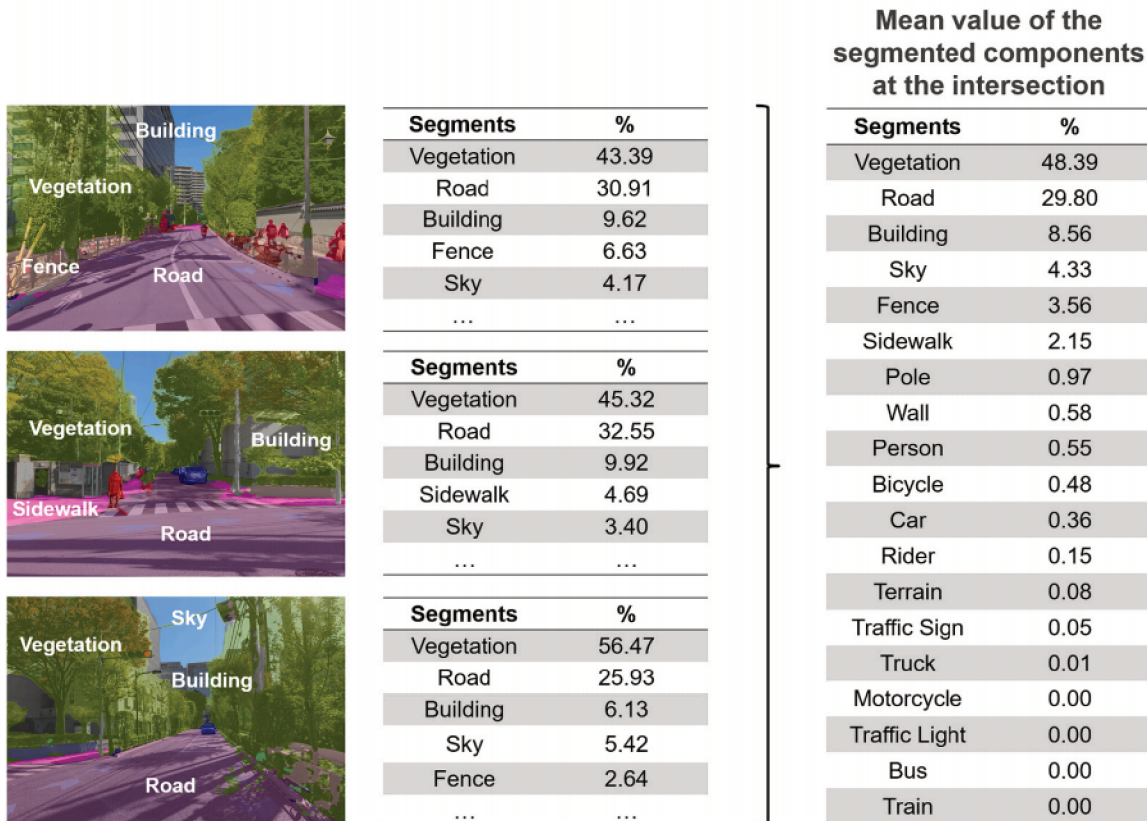 Mean value of the
segmented components
at the intersection
Building
Vegetation
Fence
Road
Segments %
Vegetation 43.39
Road 30.91
Building 9.62
Fence 6.63
Sky 4.17
... ...
Vegetation
Building
Sidewalk
Road
Segments %
Vegetation 45.32
Road 32.55
Building 9.92
Sidewalk 4.69
Sky 3.40
... ...
Sky
Vegetation
Building
Road
Segments %
Vegetation 56.47
Road 25.93
Building 6.13
Sky 5.42
Fence 2.64
... ...
Segments %
Vegetation 48.39
Road 29.80
Building 8.56
Sky 4.33
Fence 3.56
Sidewalk 2.15
Pole 0.97
Wall 0.58
Person 0.55
Bicycle 0.48
Car 0.36
Rider 0.15
Terrain 0.08
Traffic Sign 0.05
Truck 0.01
Motorcycle 0.00
Traffic Light 0.00
Bus 0.00
Train 0.00